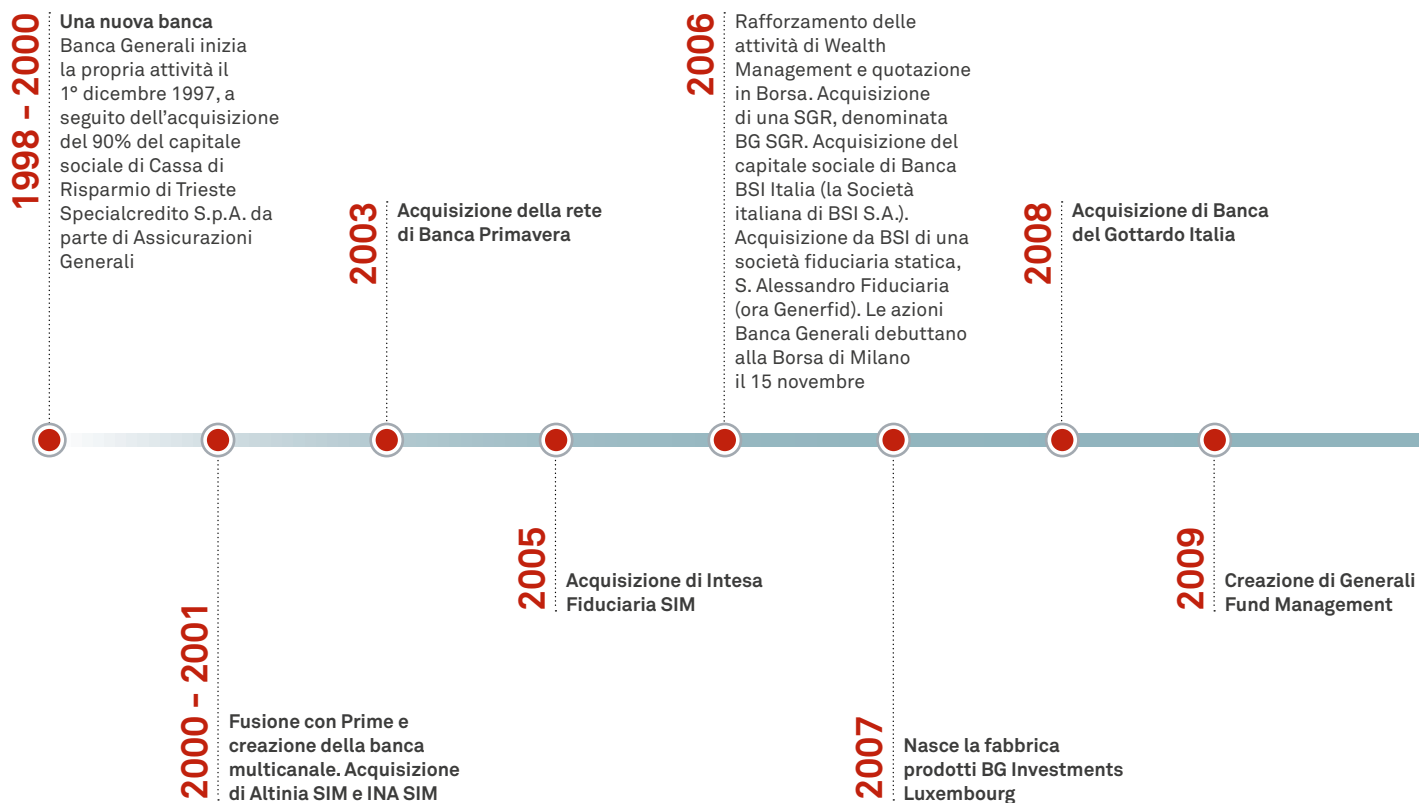 1998 - 2000
Una nuova banca
Banca Generali inizia
la propria attività il
1° dicembre 1997, a
seguito dell'acquisizione
del 90% del capitale
sociale di Cassa di
Risparmio di Trieste
Specialcredito S.p.A. da
parte di Assicurazioni
Generali
2000 - 2001
Fusione con Prime e
creazione della banca
multicanale. Acquisizione
di Altinia SIM e INA SIM
2003
Acquisizione della rete
di Banca Primavera
2005
Acquisizione di Intesa
Fiduciaria SIM
2006
Rafforzamento delle
attività di Wealth
Management e quotazione
in Borsa. Acquisizione
di una SGR, denominata
BG SGR. Acquisizione del
capitale sociale di Banca
BSI Italia (la Società
italiana di BSI S.A.).
Acquisizione da BSI di una
società fiduciaria statica,
S. Alessandro Fiduciaria
(ora Generfid). Le azioni
Banca Generali debuttano
alla Borsa di Milano
il 15 novembre
2007
Nasce la fabbrica
prodotti BG Investments
Luxembourg
2008
Acquisizione di Banca
del Gottardo Italia
2009
Creazione di Generali
Fund Management